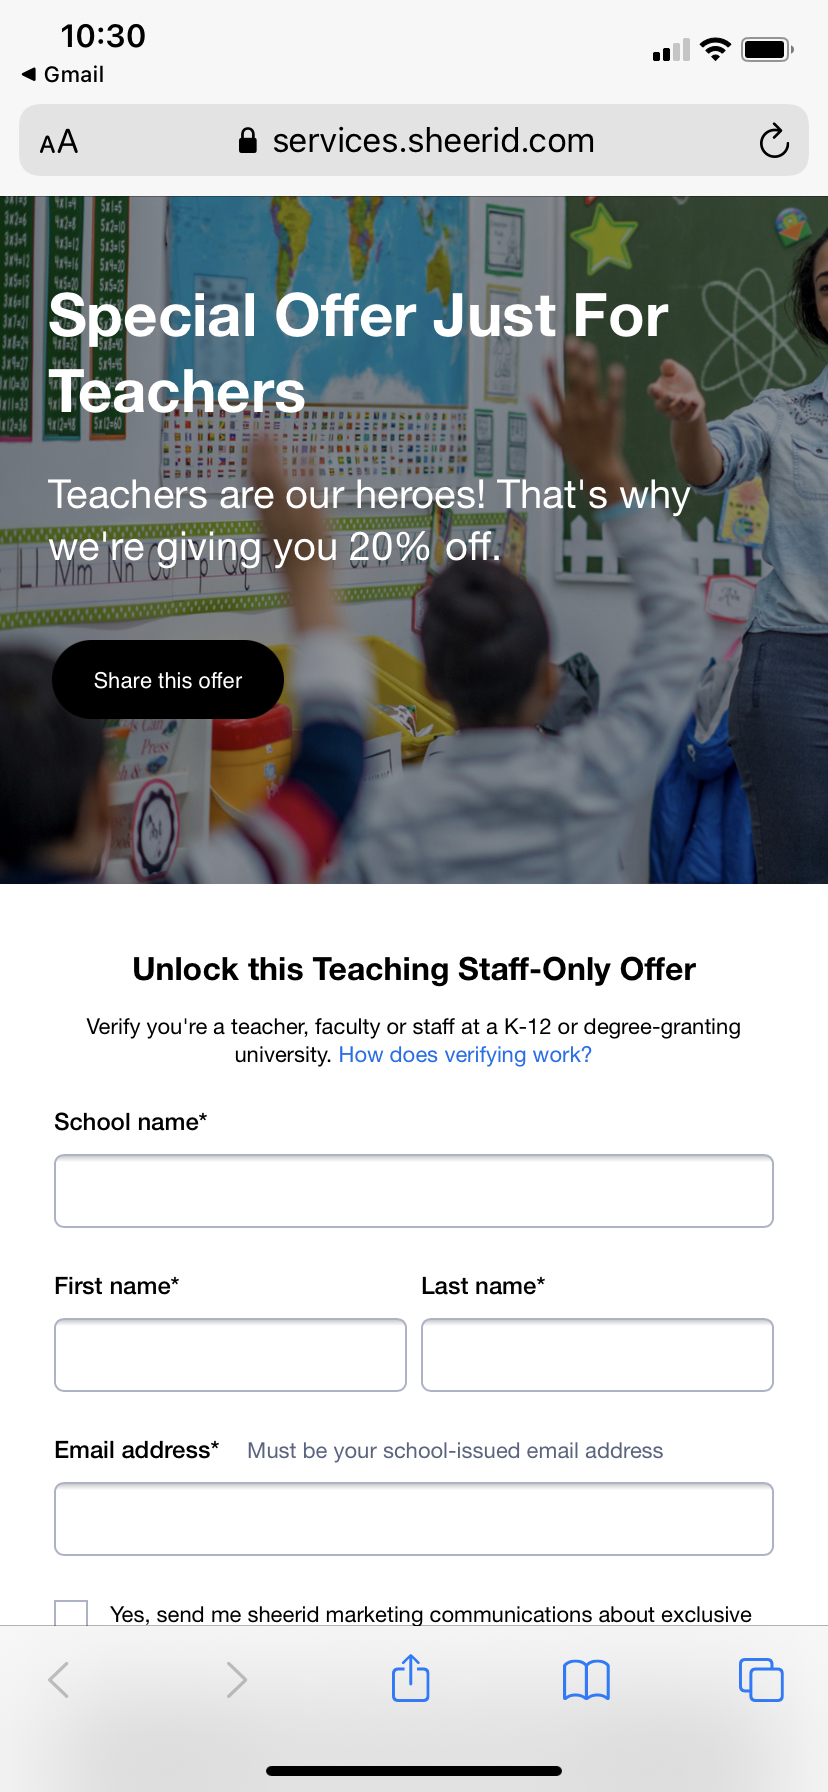 10:30
Gmail
AA
services.sheerid.com
Special Offer Just For
Teachers
Teachers are our heroes! That's why
we're giving you 20% off.
Mm Nn
Share this offer
Press
Unlock this Teaching Staff-Only Offer
Verify you're a teacher, faculty or staff at a K-12 or degree-granting
university. How does verifying work?
School name*
First name* Last name*
Email address* Must be your school-issued email address
Yes, send me sheerid marketing communications about exclusive